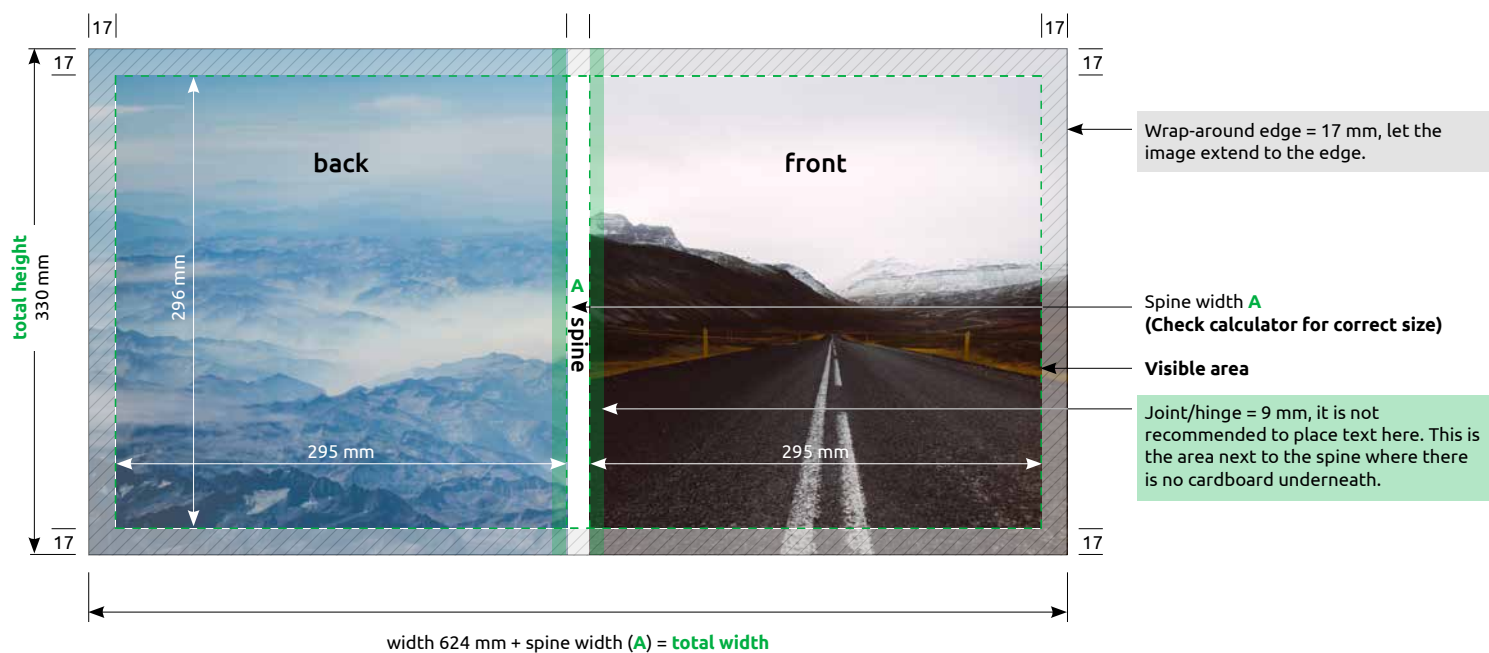 17
17
17
17
back
front
Wrap-around edge = 17 mm, let the
image extend to the edge.
total height
330 mm
296 mm
A
spine
Spine width A
(Check calculator for correct size)
Visible area
Joint/hinge = 9 mm, it is not
recommended to place text here. This is
the area next to the spine where there
is no cardboard underneath.
295 mm
295 mm
17
17
width 624 mm + spine width (A) = total width